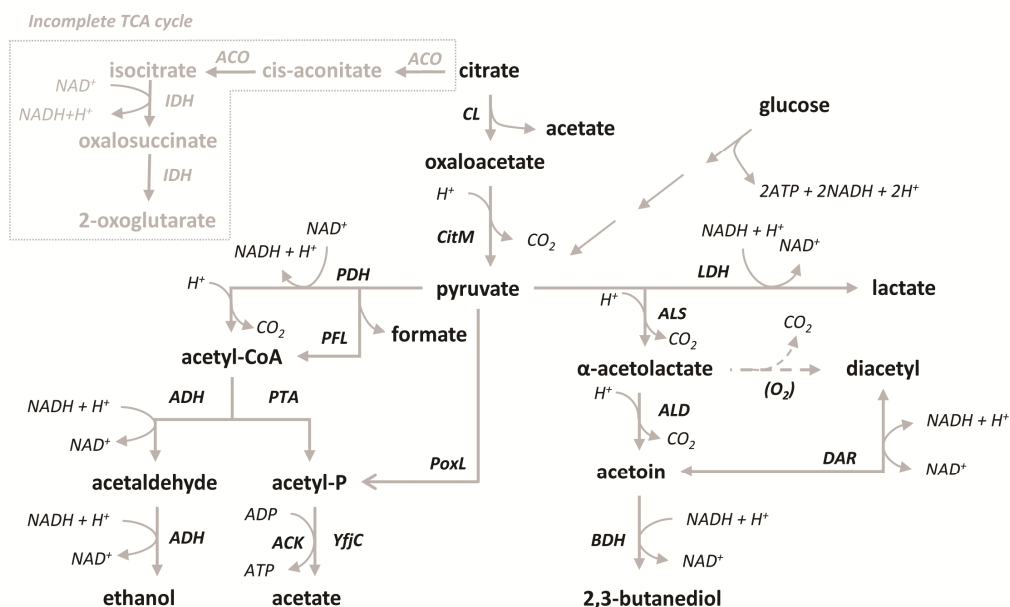 Incomplete TCA cycle
isocitrate
ACO
cis-aconitate
ACO
citrate
NAD⁺
IDH
NADH+H⁺
CL
acetate
glucose
oxalosuccinate
oxaloacetate
IDH
H⁺
2ATP + 2NADH + 2H⁺
2-oxoglutarate
CitM
CO₂
NAD⁺
NADH + H⁺
NADH + H⁺
NAD⁺
PDH
LDH
H⁺
pyruvate
lactate
H⁺
CO₂
PFL
formate
ALS
CO₂
CO₂
acetyl-CoA
α-acetolactate
(O₂)
diacetyl
ADH
PTA
H⁺
ALD
NADH + H⁺
NADH + H⁺
NAD⁺
CO₂
PoxL
acetoin
DAR
NAD⁺
acetaldehyde
acetyl-P
NADH + H⁺
ADP
NADH + H⁺
ADH
ACK
YfjC
BDH
NAD⁺
ATP
NAD⁺
ethanol
acetate
2,3-butanediol